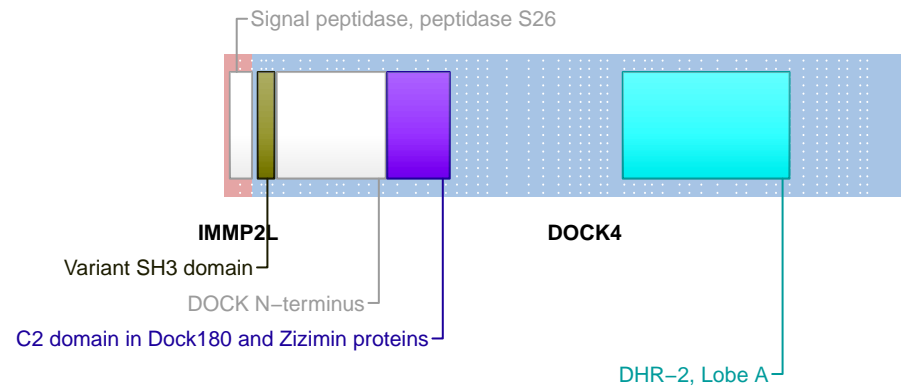 Signal peptidase, peptidase S26
IMMP2L
DOCK4
Variant SH3 domain
DOCK N−terminus
C2 domain in Dock180 and Zizimin proteins
DHR−2, Lobe A